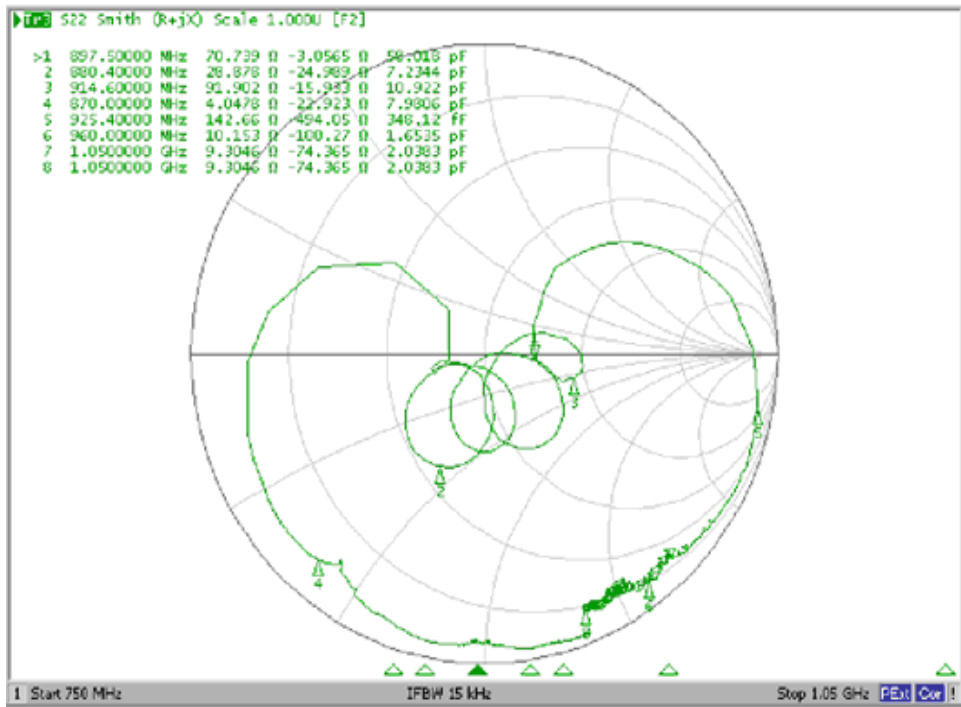 Tr3 S22 Smith (R+jX) Scale 1.000U [F2]
>1 897.50000 MHz 70.739 Ω -3.0565 Ω 58.018 pF
2 880.40000 MHz 28.878 Ω -24.989 Ω 7.2344 pF
3 914.60000 MHz 91.902 Ω -15.933 Ω 10.922 pF
4 870.00000 MHz 4.0478 Ω -22.923 Ω 7.9806 pF
5 925.40000 MHz 142.66 Ω -494.05 Ω 348.12 fF
6 960.00000 MHz 10.153 Ω -100.27 Ω 1.6535 pF
7 1.0500000 GHz 9.3046 Ω -74.365 Ω 2.0383 pF
8 1.0500000 GHz 9.3046 Ω -74.365 Ω 2.0383 pF
3
2
4
1 Start 750 MHz IFBW 15 kHz Stop 1.05 GHz PExt Cor !